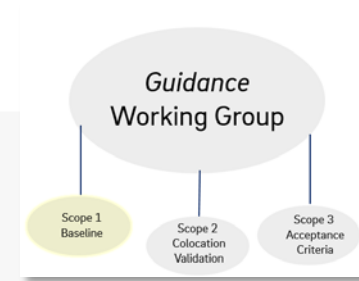 Guidance
Working Group
Scope 1
Baseline
Scope 2
Colocation
Validation
Scope 3
Acceptance
Criteria